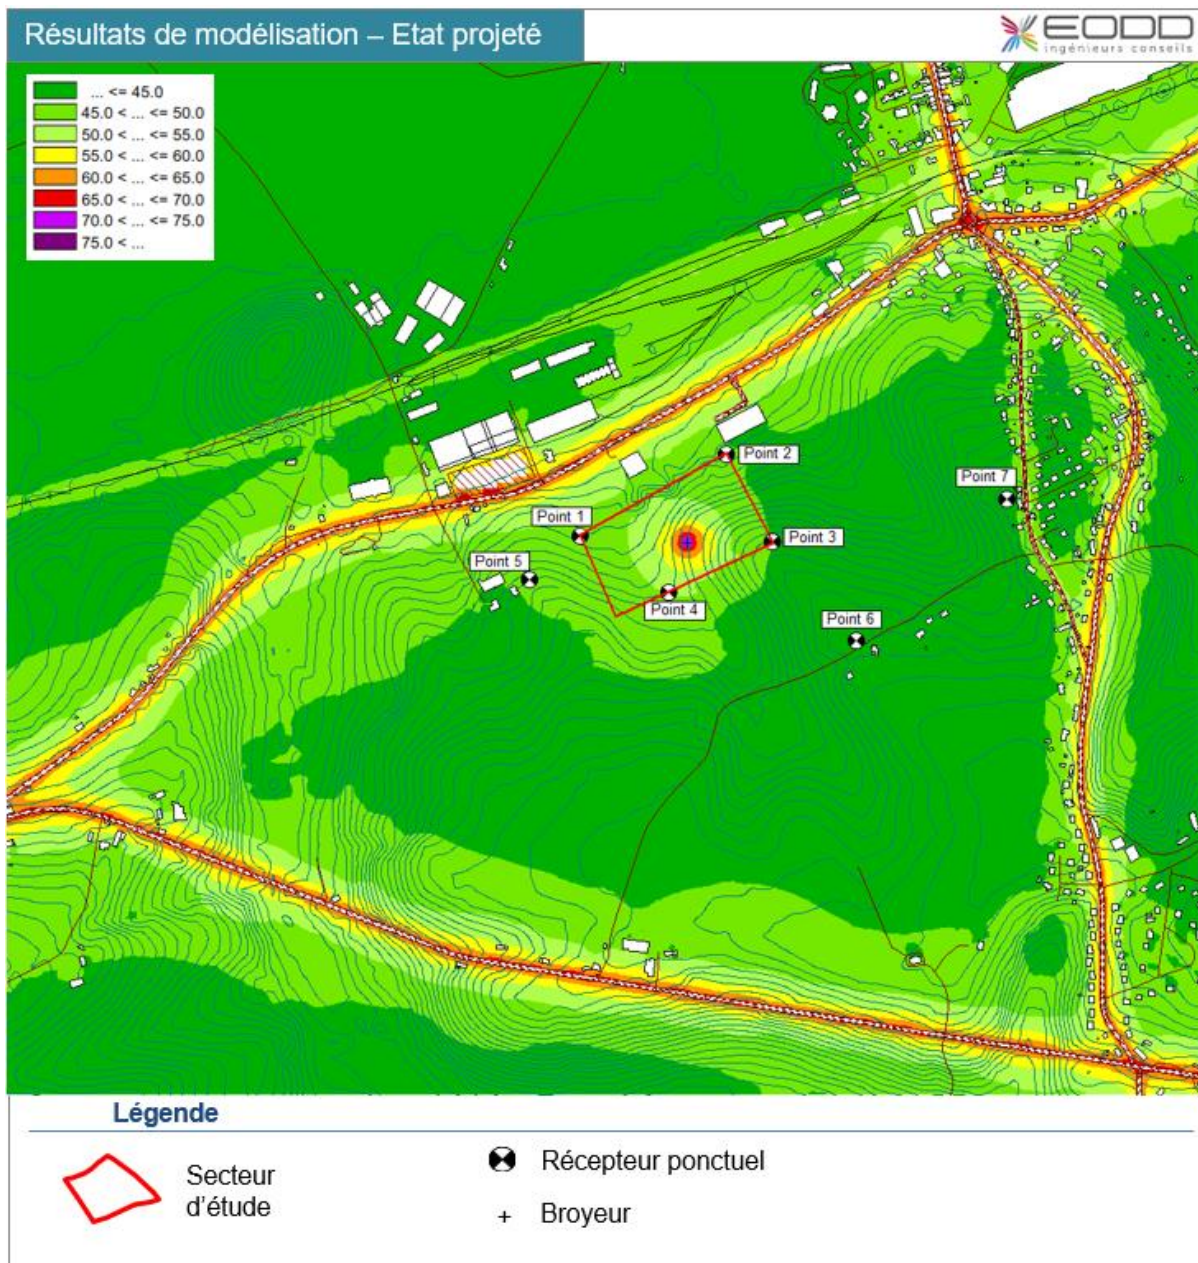 Résultats de modélisation – Etat projeté
EODD
ingénieurs conseils
... <= 45.0
45.0 < ... <= 50.0
50.0 < ... <= 55.0
55.0 < ... <= 60.0
60.0 < ... <= 65.0
65.0 < ... <= 70.0
70.0 < ... <= 75.0
75.0 < ...
Point 2
Point 7
Point 1
Point 3
Point 5
Point 4
Point 6
Légende
Secteur
d'étude
Récepteur ponctuel
Broyeur